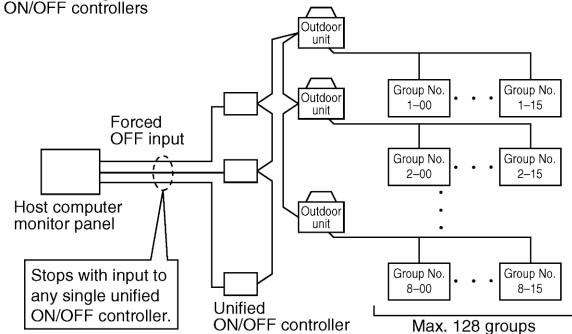 ON/OFF controllers
Outdoor
unit
Group No.
1–00
Group No.
1–15
Forced
OFF input
Outdoor
unit
Group No.
2–00
Group No.
2–15
Host computer
monitor panel
Outdoor
unit
Stops with input to
any single unified
ON/OFF controller.
Unified
ON/OFF controller
Group No.
8–00
Group No.
8–15
Max. 128 groups